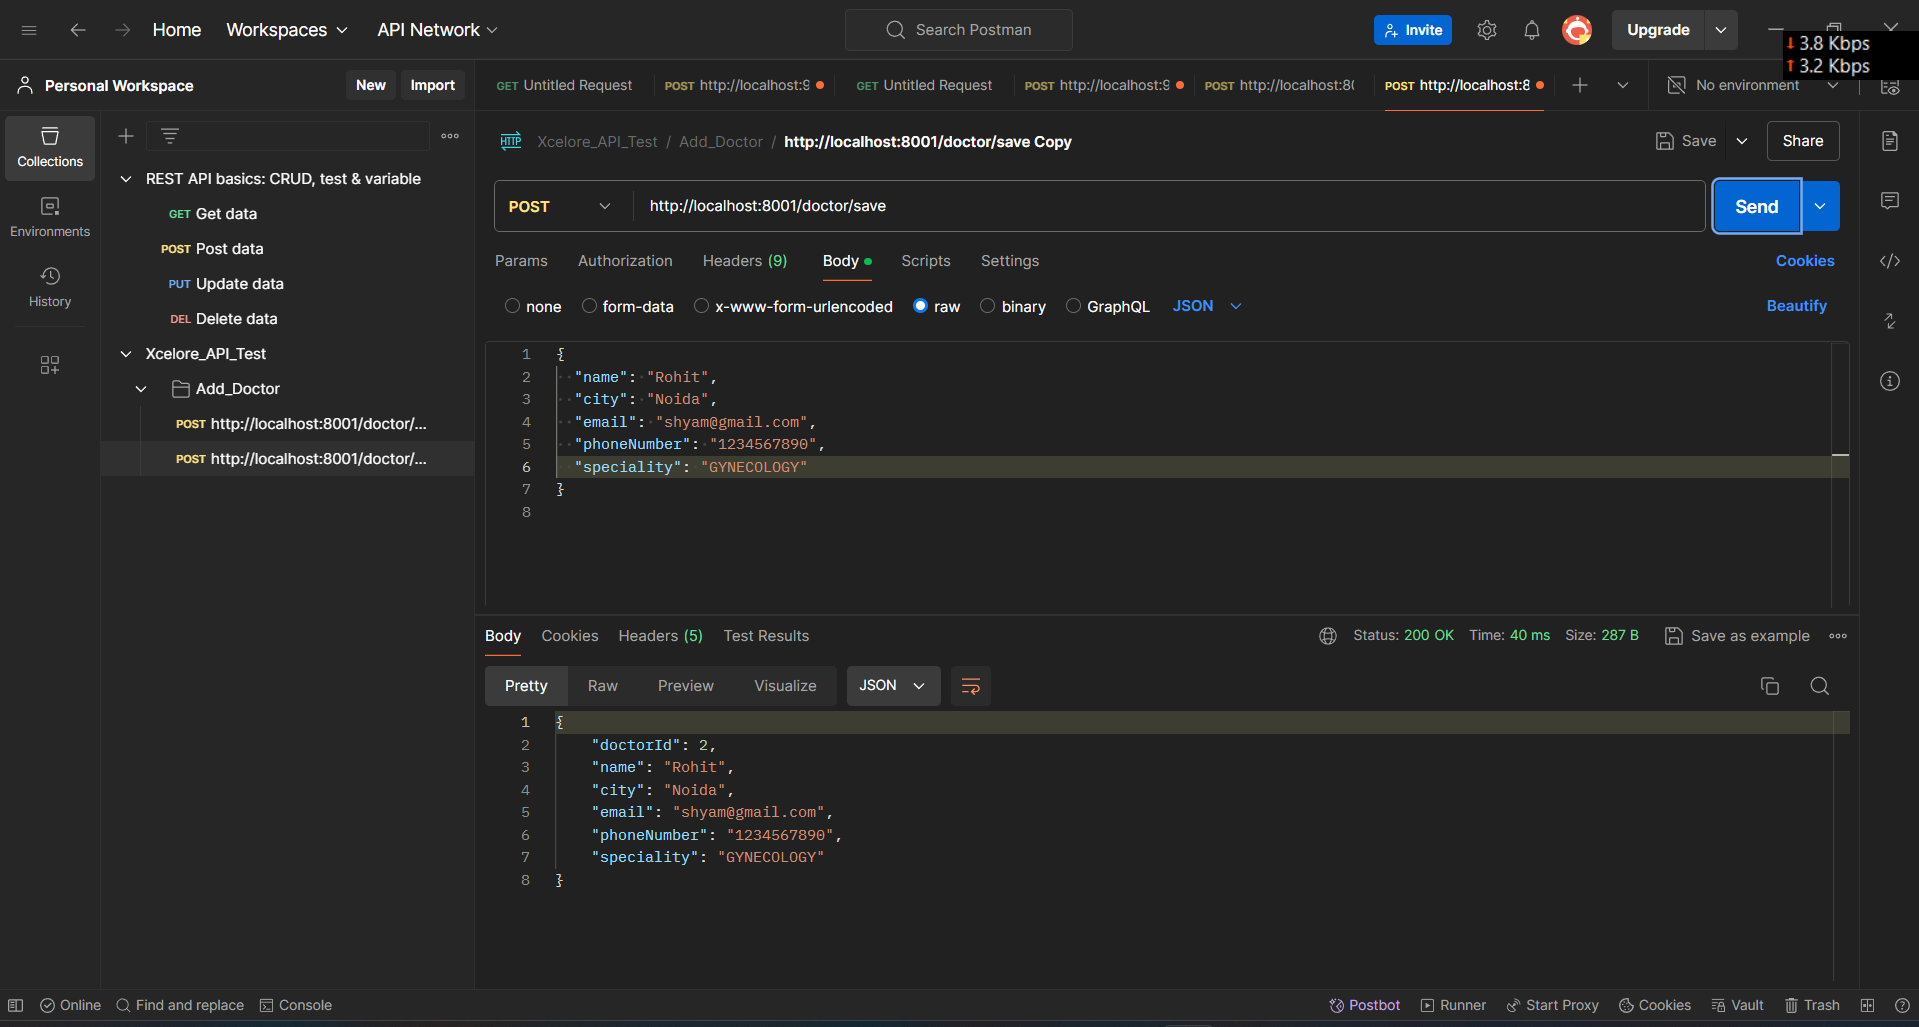 Home Workspaces API Network Search Postman Invite Upgrade
3.8 Kbps
3.2 Kbps
Personal Workspace New Import
GET Untitled Request POST http://localhost:9 GET Untitled Request POST http://localhost:9 POST http://localhost:80 POST http://localhost:8 No environment
Collections
Environments
History
REST API basics: CRUD, test & variable
GET Get data
POST Post data
PUT Update data
DEL Delete data
Xcelore_API_Test
Add_Doctor
POST http://localhost:8001/doctor/...
POST http://localhost:8001/doctor/...
HTTP Xcelore_API_Test / Add_Doctor / http://localhost:8001/doctor/save Copy Save Share
POST http://localhost:8001/doctor/save Send
Params Authorization Headers (9) Body Scripts Settings Cookies
none form-data x-www-form-urlencoded raw binary GraphQL JSON Beautify
1 {
2 "name": "Rohit",
3 "city": "Noida",
4 "email": "shyam@gmail.com",
5 "phoneNumber": "1234567890",
6 "speciality": "GYNECOLOGY"
7 }
8
Body Cookies Headers (5) Test Results Status: 200 OK Time: 40 ms Size: 287 B Save as example
Pretty Raw Preview Visualize JSON
1 {
2 "doctorId": 2,
3 "name": "Rohit",
4 "city": "Noida",
5 "email": "shyam@gmail.com",
6 "phoneNumber": "1234567890",
7 "speciality": "GYNECOLOGY"
8 }
Online Find and replace Console Postbot Runner Start Proxy Cookies Vault Trash